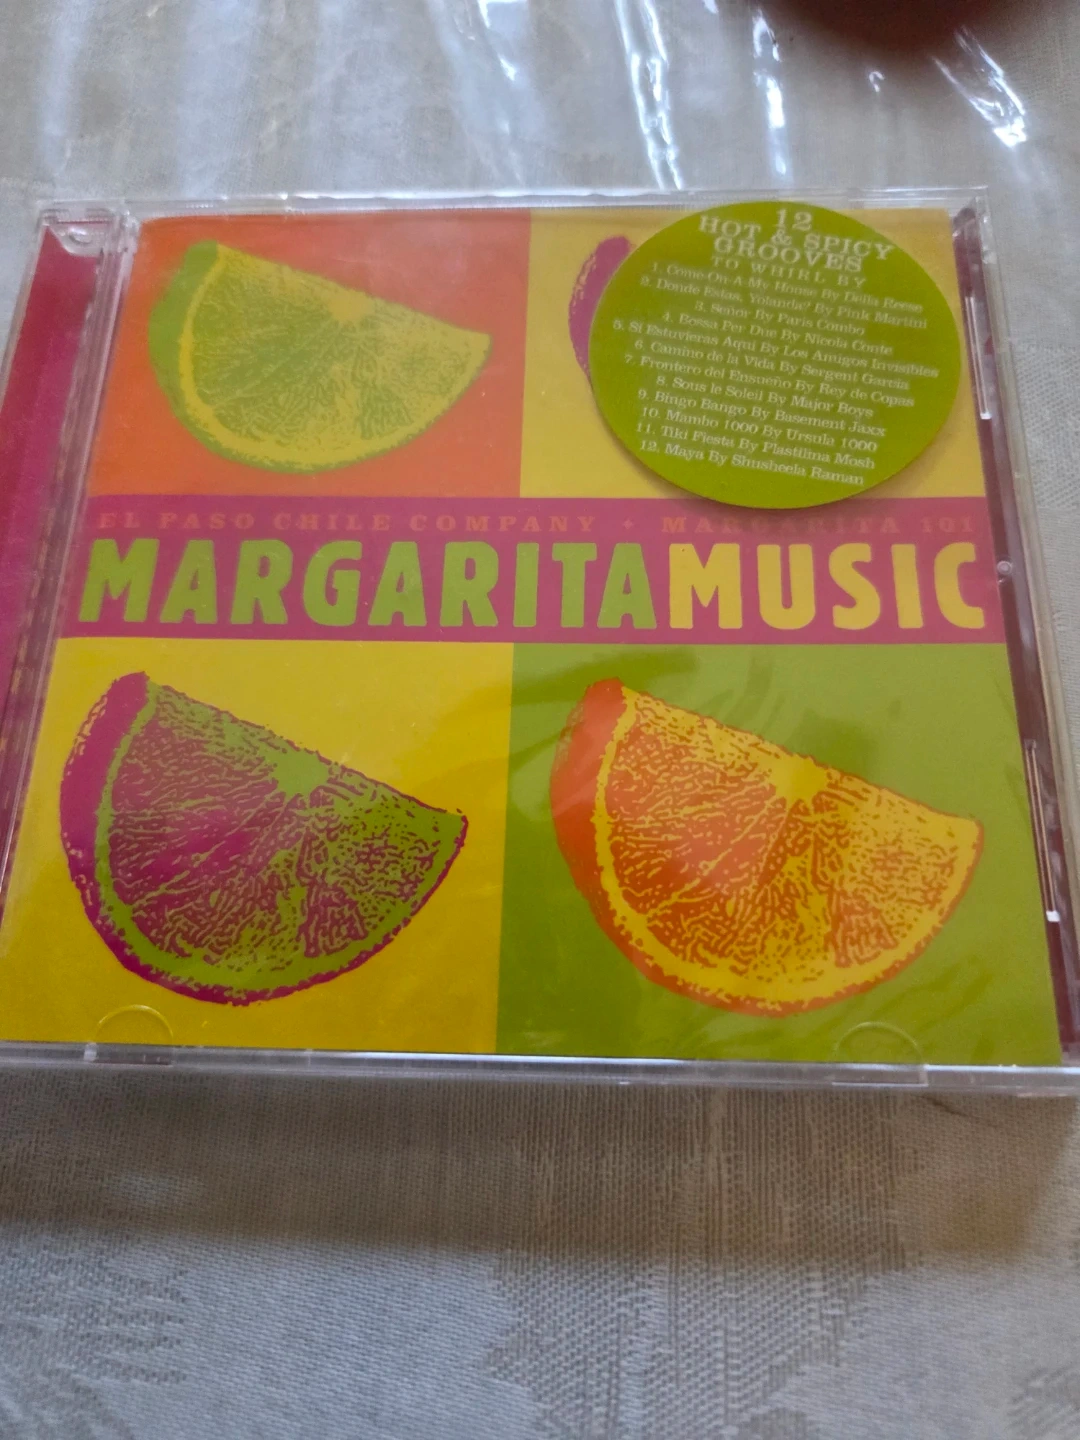 12
HOT & SPICY
GROOVES
TO WHIRL BY
1. Come-On-A-My House By Della Reese
2. Donde Estas, Yolanda? By Pink Martini
3. Señor By Paris Combo
4. Bossa Per Due By Nicola Conte
5. Si Estuvieras Aqui By Los Amigos Invisibles
6. Camino de la Vida By Sergent Garcia
7. Frontero del Ensueño By Rey de Copas
8. Sous le Soleil By Major Boys
9. Bingo Bango By Basement Jaxx
10. Mambo 1000 By Ursula 1000
11. Tiki Fiesta By Plastilina Mosh
12. Maya By Shusheela Raman
EL PASO CHILE COMPANY + MARGARITA 101
MARGARITAMUSIC